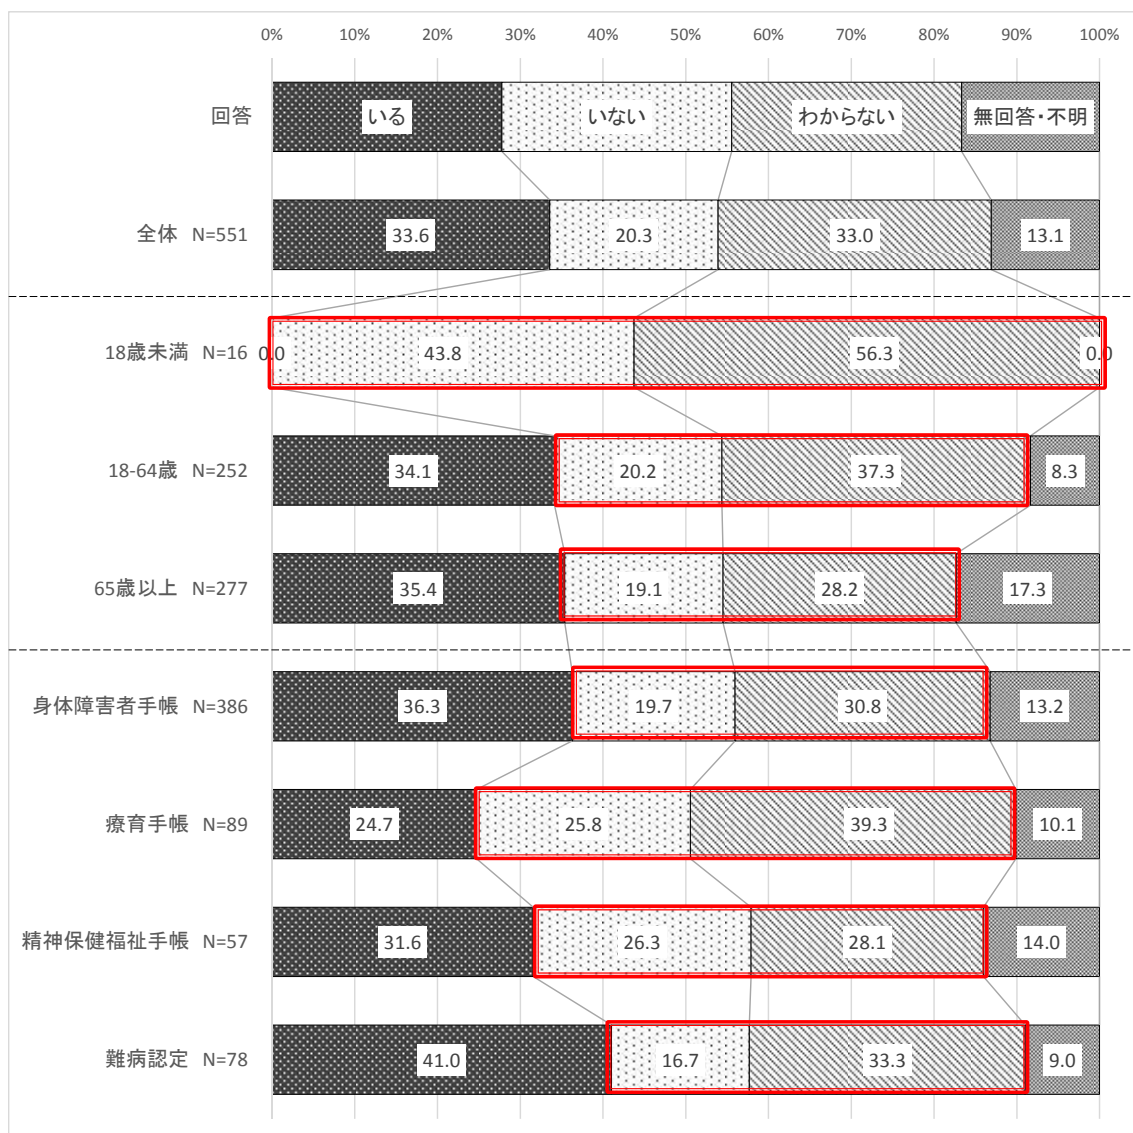 0% 10% 20% 30% 40% 50% 60% 70% 80% 90% 100%
回答 いる いない わからない 無回答・不明
全体 N=551 33.6 20.3 33.0 13.1
18歳未満 N=16 0.0 43.8 56.3 0.0
18-64歳 N=252 34.1 20.2 37.3 8.3
65歳以上 N=277 35.4 19.1 28.2 17.3
身体障害者手帳 N=386 36.3 19.7 30.8 13.2
療育手帳 N=89 24.7 25.8 39.3 10.1
精神保健福祉手帳 N=57 31.6 26.3 28.1 14.0
難病認定 N=78 41.0 16.7 33.3 9.0